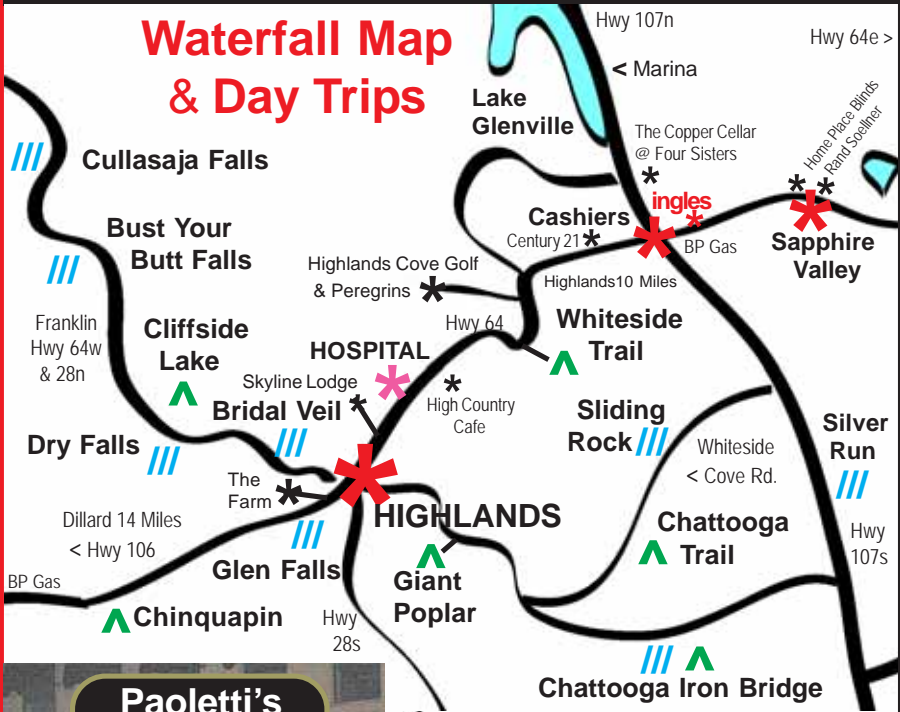 Waterfall Map
& Day Trips
Hwy 107n
Hwy 64e >
< Marina
Lake
Glenville
The Copper Cellar
@ Four Sisters
Home Place Blinds
Rand Soellner
Cullasaja Falls
ingles
Cashiers
Century 21
BP Gas
Sapphire
Valley
Bust Your
Butt Falls
Highlands Cove Golf
& Peregrins
Highlands10 Miles
Franklin
Hwy 64w
& 28n
Cliffside
Lake
Hwy 64
Whiteside
Trail
HOSPITAL
Skyline Lodge
Bridal Veil
High Country
Cafe
Sliding
Rock
Silver
Run
Dry Falls
Whiteside
< Cove Rd.
The
Farm
HIGHLANDS
Dillard 14 Miles
< Hwy 106
Chattooga
Trail
Hwy
107s
BP Gas
Glen Falls
Giant
Poplar
Chinquapin
Hwy
28s
Chattooga Iron Bridge
Paoletti's